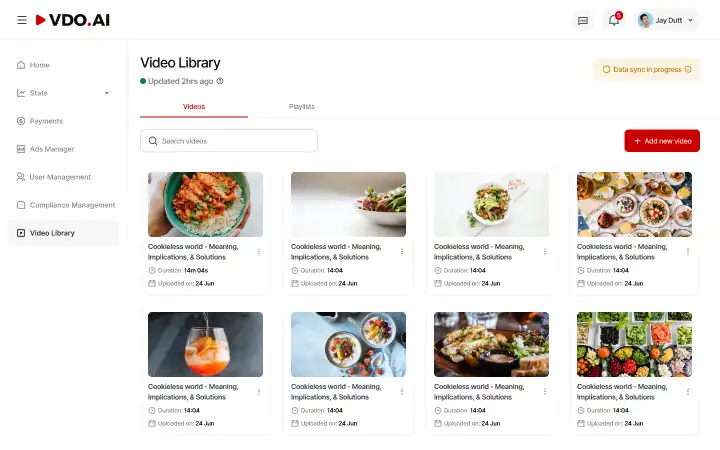 VDO.AI
5
Jay Dutt
Home
Stats
Payments
Ads Manager
User Management
Compliance Management
Video Library
Video Library
Updated 2hrs ago
Data sync in progress
Videos
Playlists
Search videos
Add new video
Cookieless world - Meaning,
Implications, & Solutions
Duration: 14m 04s
Uploaded on: 24 Jun
Cookieless world - Meaning,
Implications, & Solutions
Duration: 14:04
Uploaded on: 24 Jun
Cookieless world - Meaning,
Implications, & Solutions
Duration: 14:04
Uploaded on: 24 Jun
Cookieless world - Meaning,
Implications, & Solutions
Duration: 14:04
Uploaded on: 24 Jun
Cookieless world - Meaning,
Implications, & Solutions
Duration: 14:04
Uploaded on: 24 Jun
Cookieless world - Meaning,
Implications, & Solutions
Duration: 14:04
Uploaded on: 24 Jun
Cookieless world - Meaning,
Implications, & Solutions
Duration: 14:04
Uploaded on: 24 Jun
Cookieless world - Meaning,
Implications, & Solutions
Duration: 14:04
Uploaded on: 24 Jun